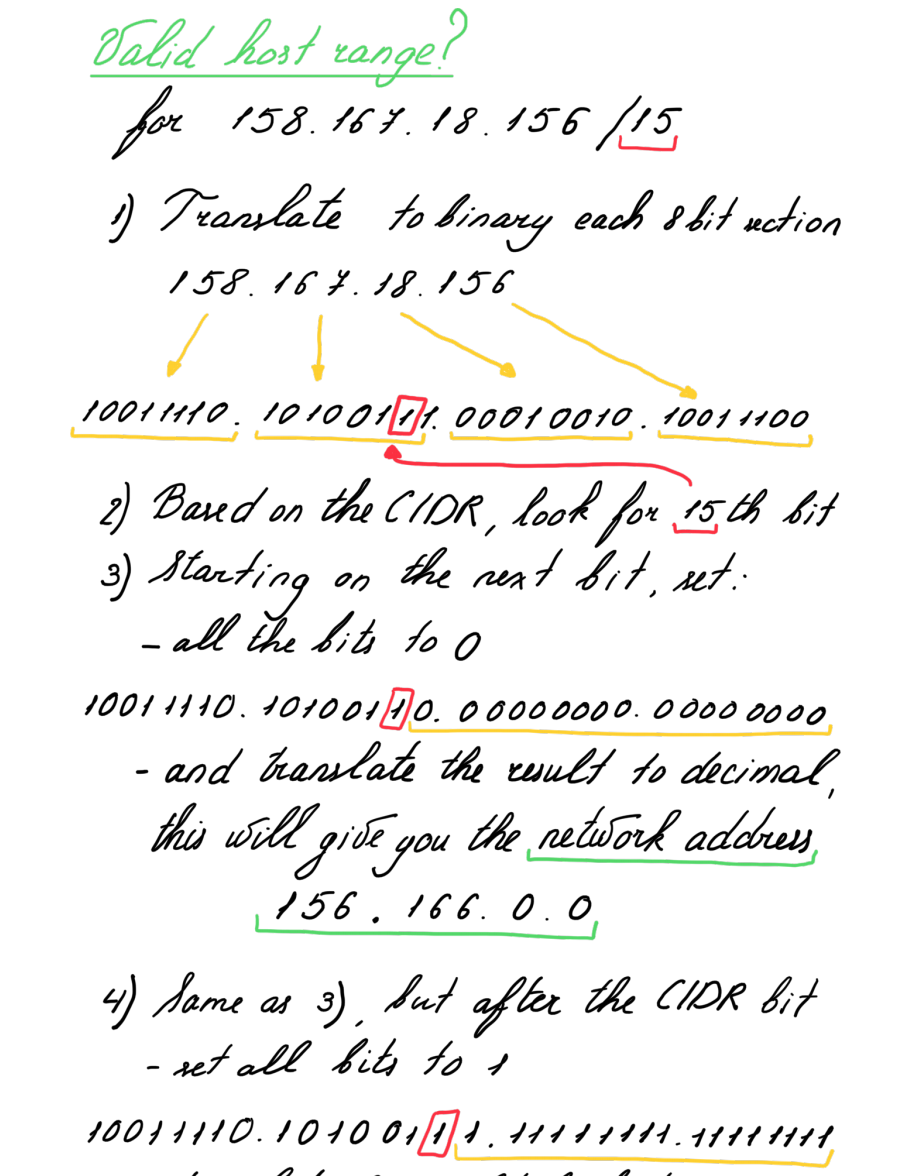 Valid host range?
for 158.167.18.156 /15
1) Translate to binary each 8bit section
158.167.18.156
10011110.10100111.00010010.10011100
2) Based on the CIDR, look for 15th bit
3) Starting on the next bit, set:
- all the bits to 0
10011110.10100110.00000000.00000000
- and translate the result to decimal,
this will give you the network address
156.166.0.0
4) Same as 3), but after the CIDR bit
- set all bits to 1
10011110.10100111.11111111.11111111